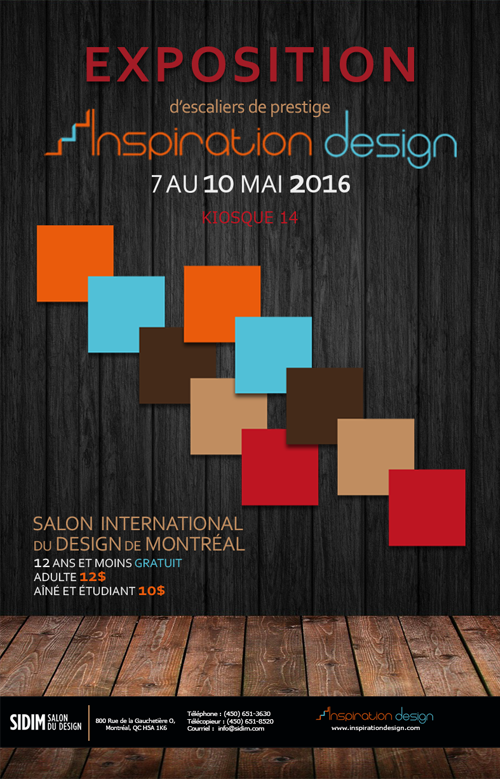 EXPOSITION
d'escaliers de prestige
Inspiration design
7 AU 10 MAI 2016
KIOSQUE 14
SALON INTERNATIONAL
DU DESIGN DE MONTRÉAL
12 ANS ET MOINS GRATUIT
ADULTE 12$
AÎNÉ ET ÉTUDIANT 10$
SIDIM SALON DU DESIGN
800 Rue de la Gauchetière O,
Montréal, QC H5A 1K6
Téléphone : (450) 651-3630
Télécopieur : (450) 651-8520
Courriel : info@sidim.com
Inspiration design
www.inspirationdesign.com